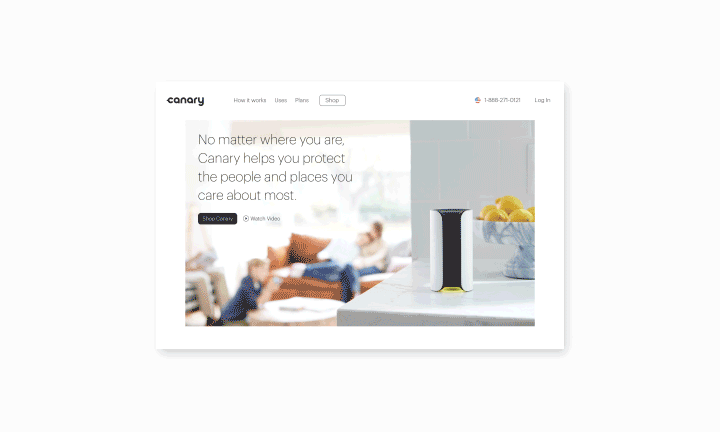 canary
How it works Uses Plans Shop
1-888-271-0121 Log In
No matter where you are,
Canary helps you protect
the people and places you
care about most.
Shop Canary Watch Video